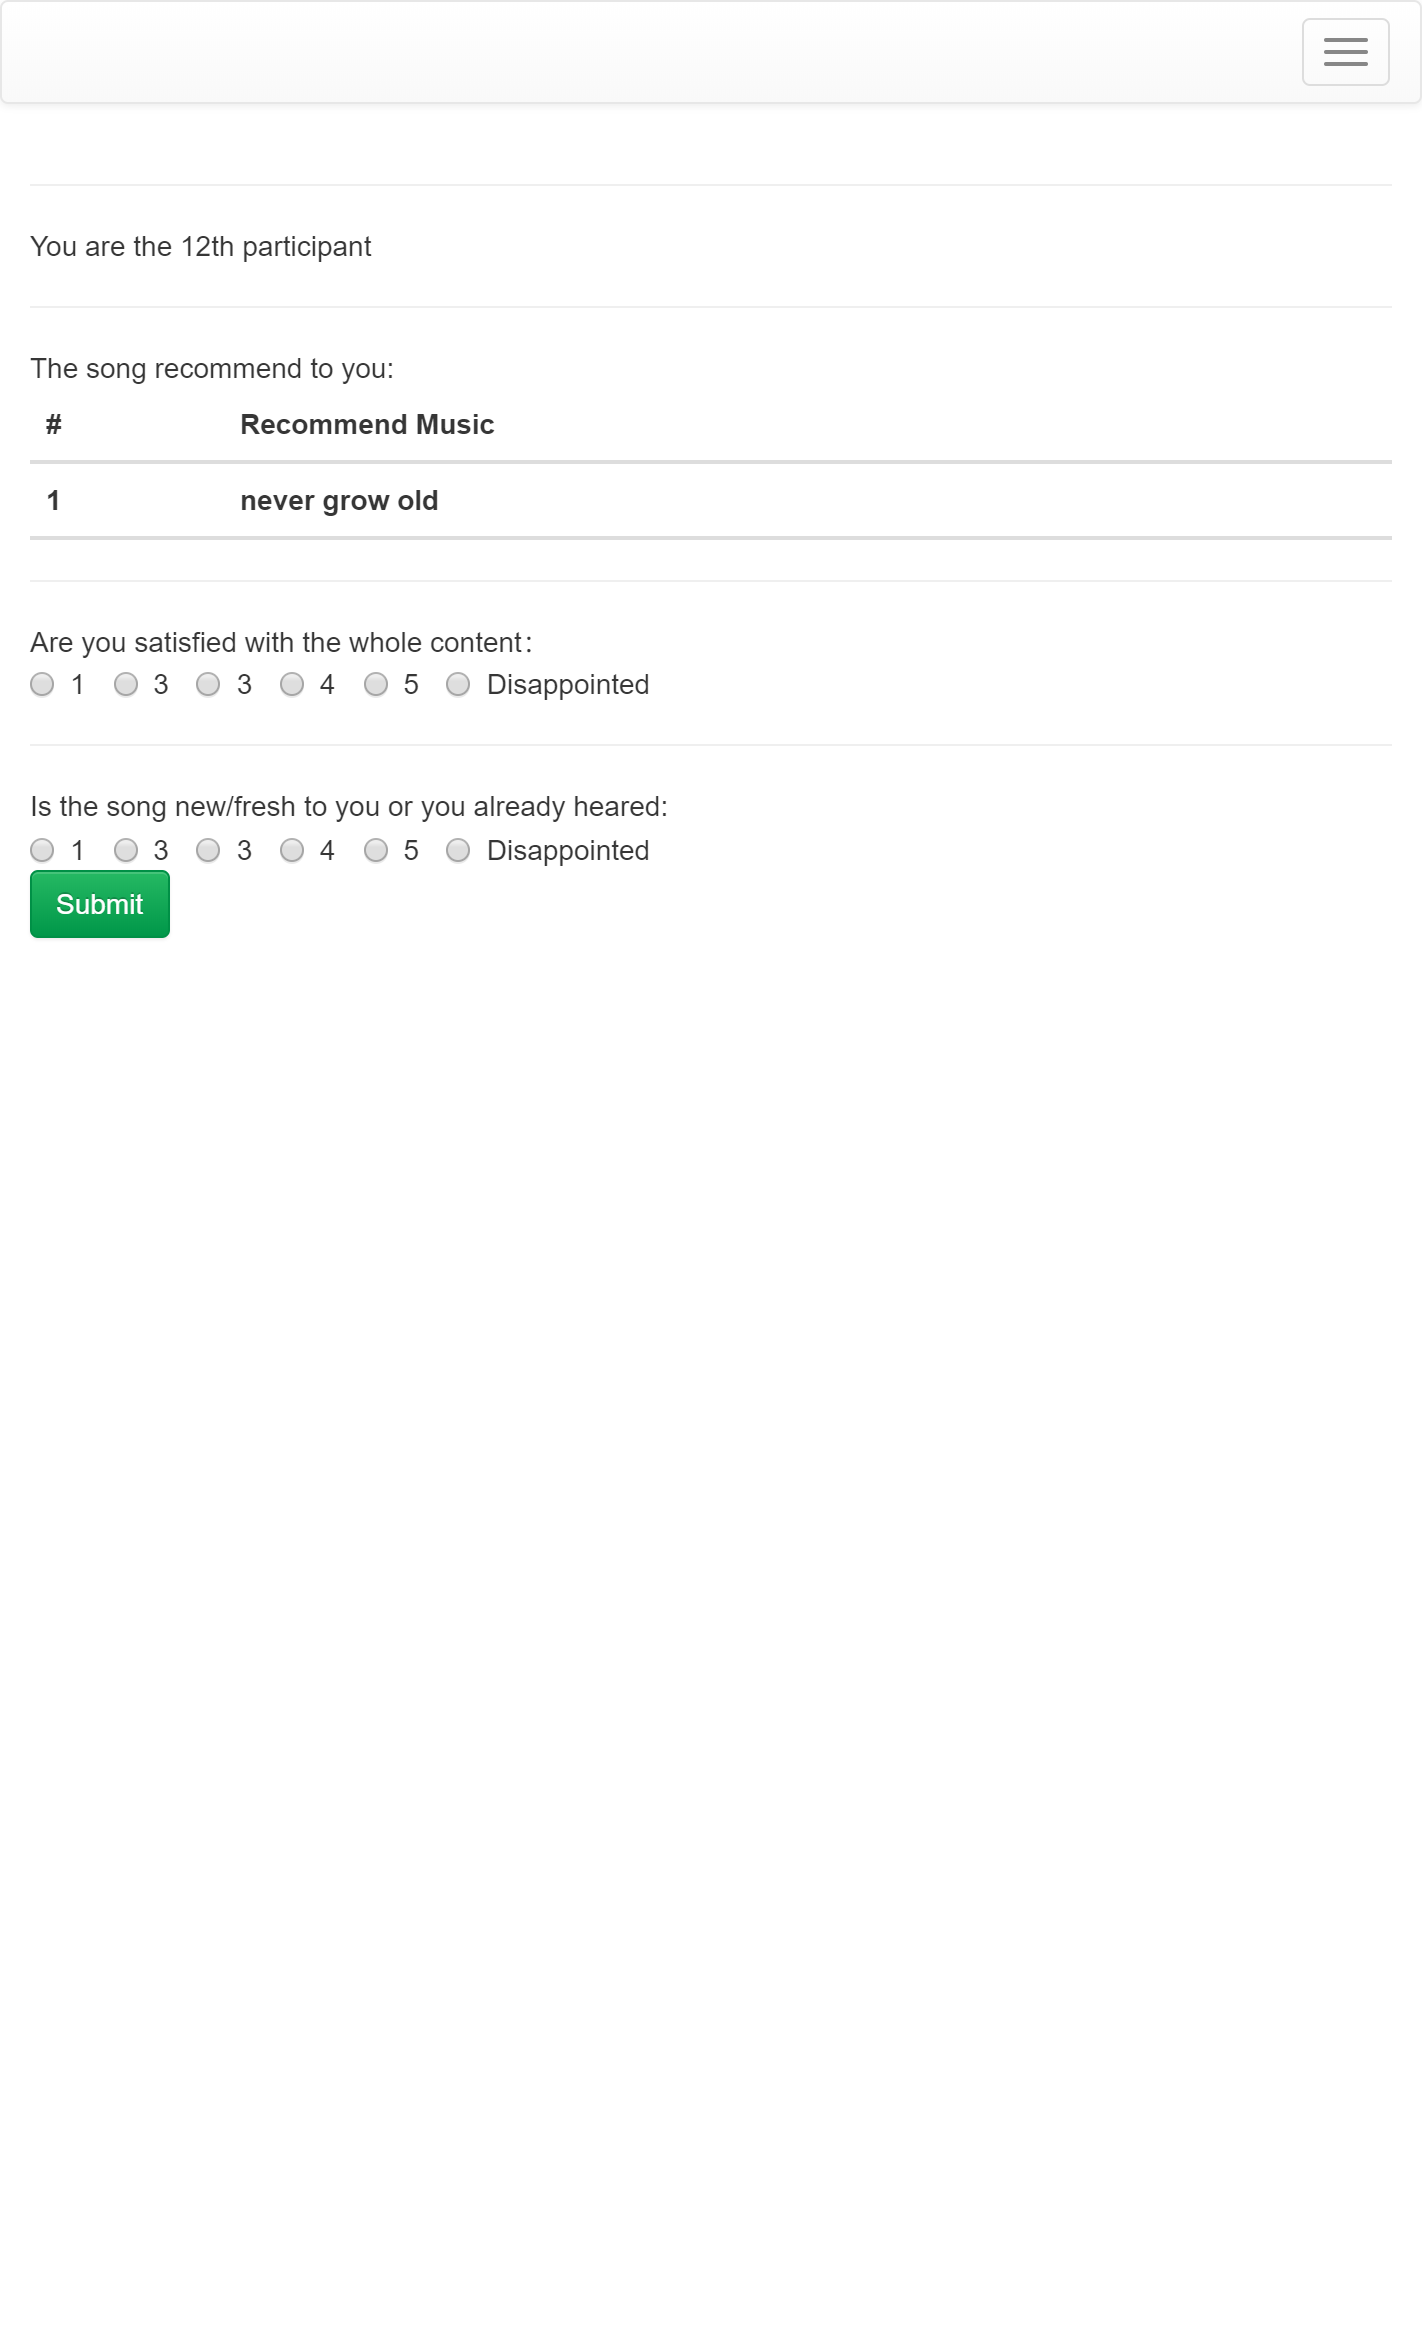 You are the 12th participant
The song recommend to you:
# Recommend Music
1 never grow old
Are you satisfied with the whole content:
1 3 3 4 5 Disappointed
Is the song new/fresh to you or you already heared:
1 3 3 4 5 Disappointed
Submit